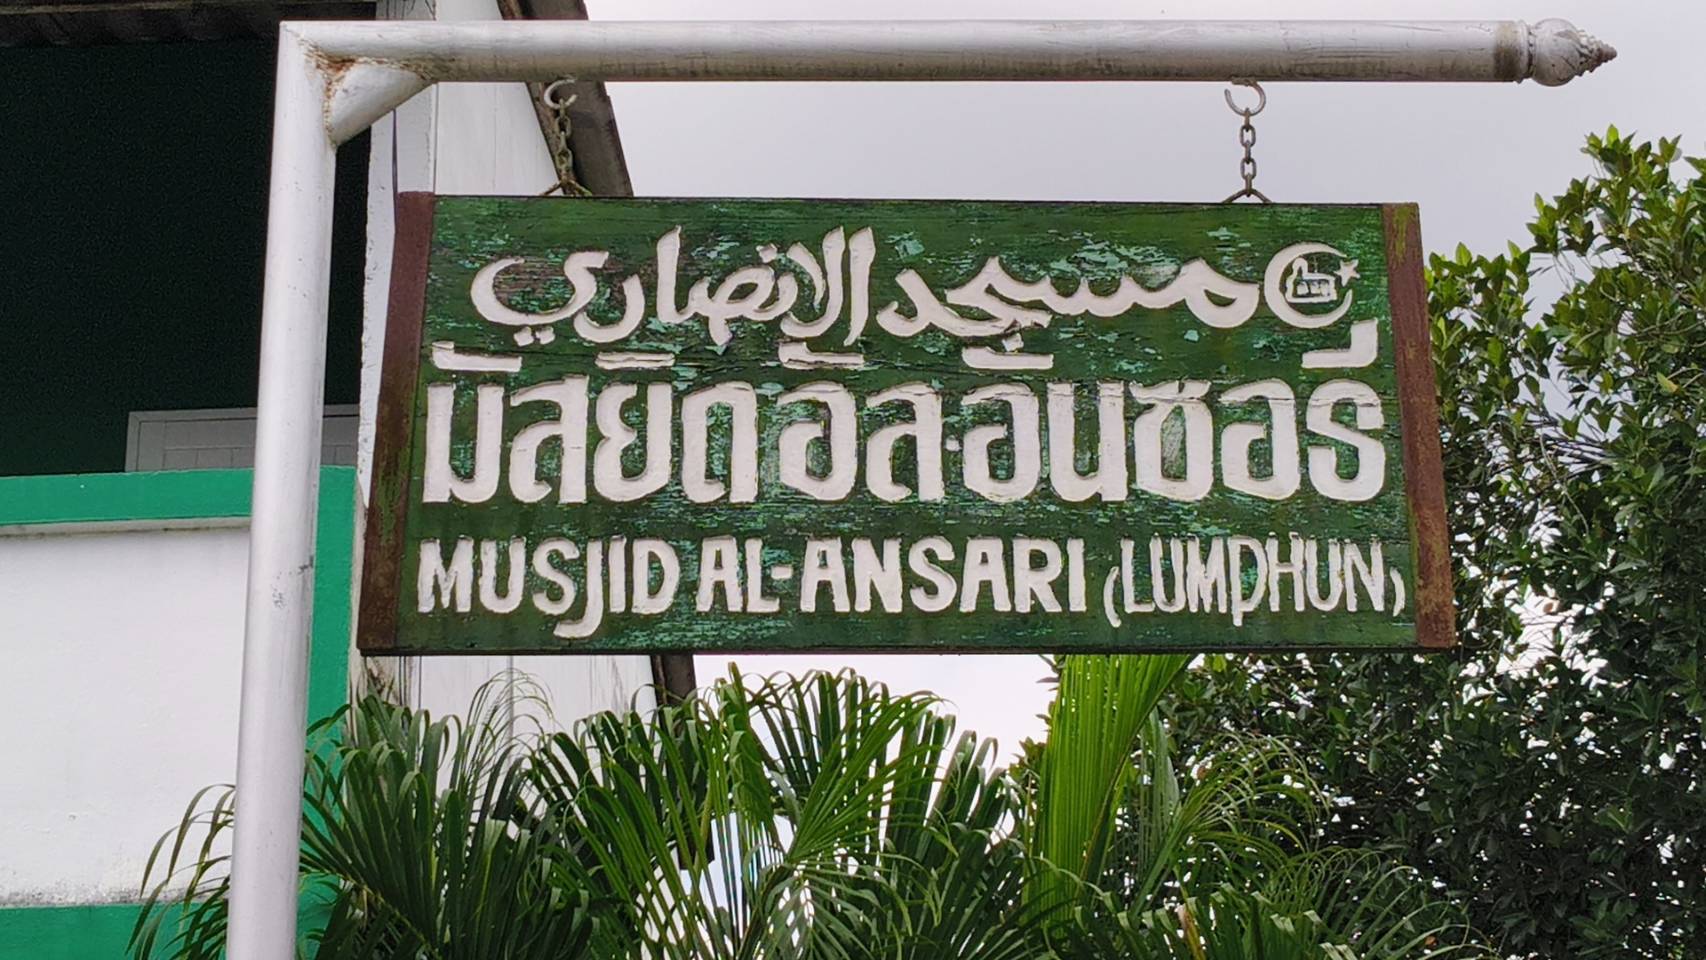 مسجد الانصاري
มัสยิดอัล-อันซอรี่
MUSJID AL-ANSARI (LUMPHUN)